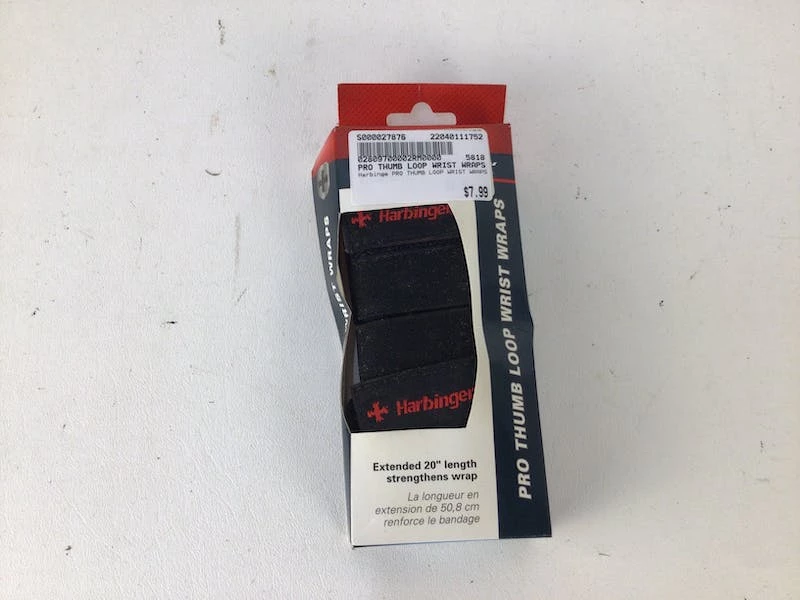 S000027876 22040111752
02809700002RM0000 5818
PRO THUMB LOOP WRIST WRAPS
Harbinge PRO THUMB LOOP WRIST WRAPS
$7.99
Harbinger
Harbinger
Extended 20" length
strengthens wrap
La longueur en
extension de 50,8 cm
renforce le bandage
PRO THUMB LOOP WRIST WRAPS
WRIST WRAPS